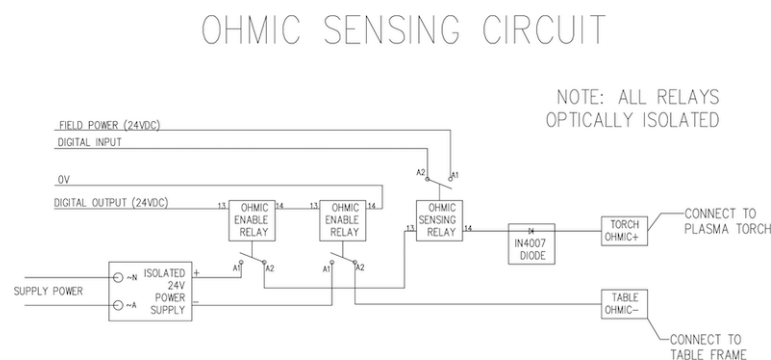 OHMIC SENSING CIRCUIT
NOTE: ALL RELAYS
OPTICALLY ISOLATED
FIELD POWER (24VDC)
DIGITAL INPUT
A2
A1
0V
DIGITAL OUTPUT (24VDC)
13
OHMIC
ENABLE
RELAY
14
13
OHMIC
ENABLE
RELAY
14
13
OHMIC
SENSING
RELAY
14
IN4007
DIODE
TORCH
OHMIC+
CONNECT TO
PLASMA TORCH
A1
A2
A1
A2
SUPPLY POWER
~N
~A
ISOLATED
24V
POWER
SUPPLY
+
-
TABLE
OHMIC-
CONNECT TO
TABLE FRAME